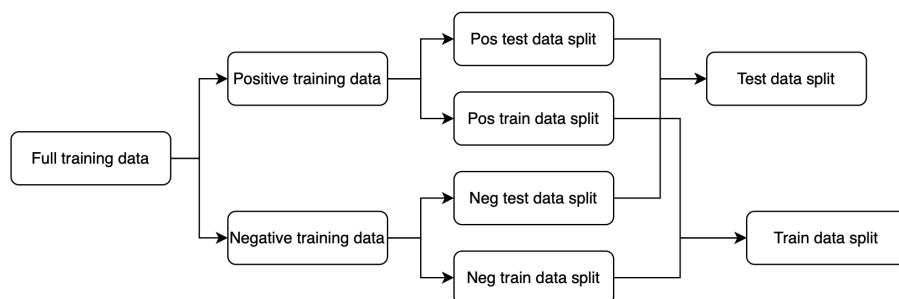 Full training data
Positive training data
Negative training data
Pos test data split
Pos train data split
Neg test data split
Neg train data split
Test data split
Train data split